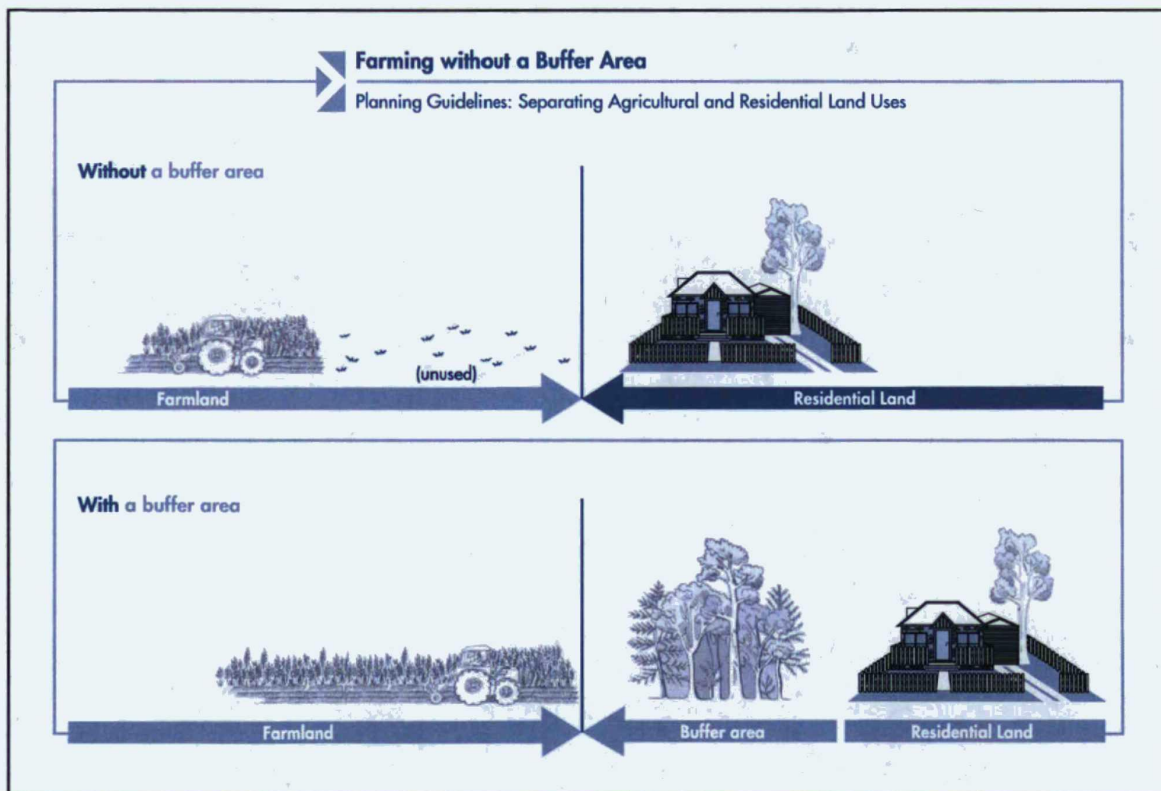 Farming without a Buffer Area
Planning Guidelines: Separating Agricultural and Residential Land Uses
Without a buffer area
(unused)
Farmland
Residential Land
With a buffer area
Farmland
Buffer area
Residential Land